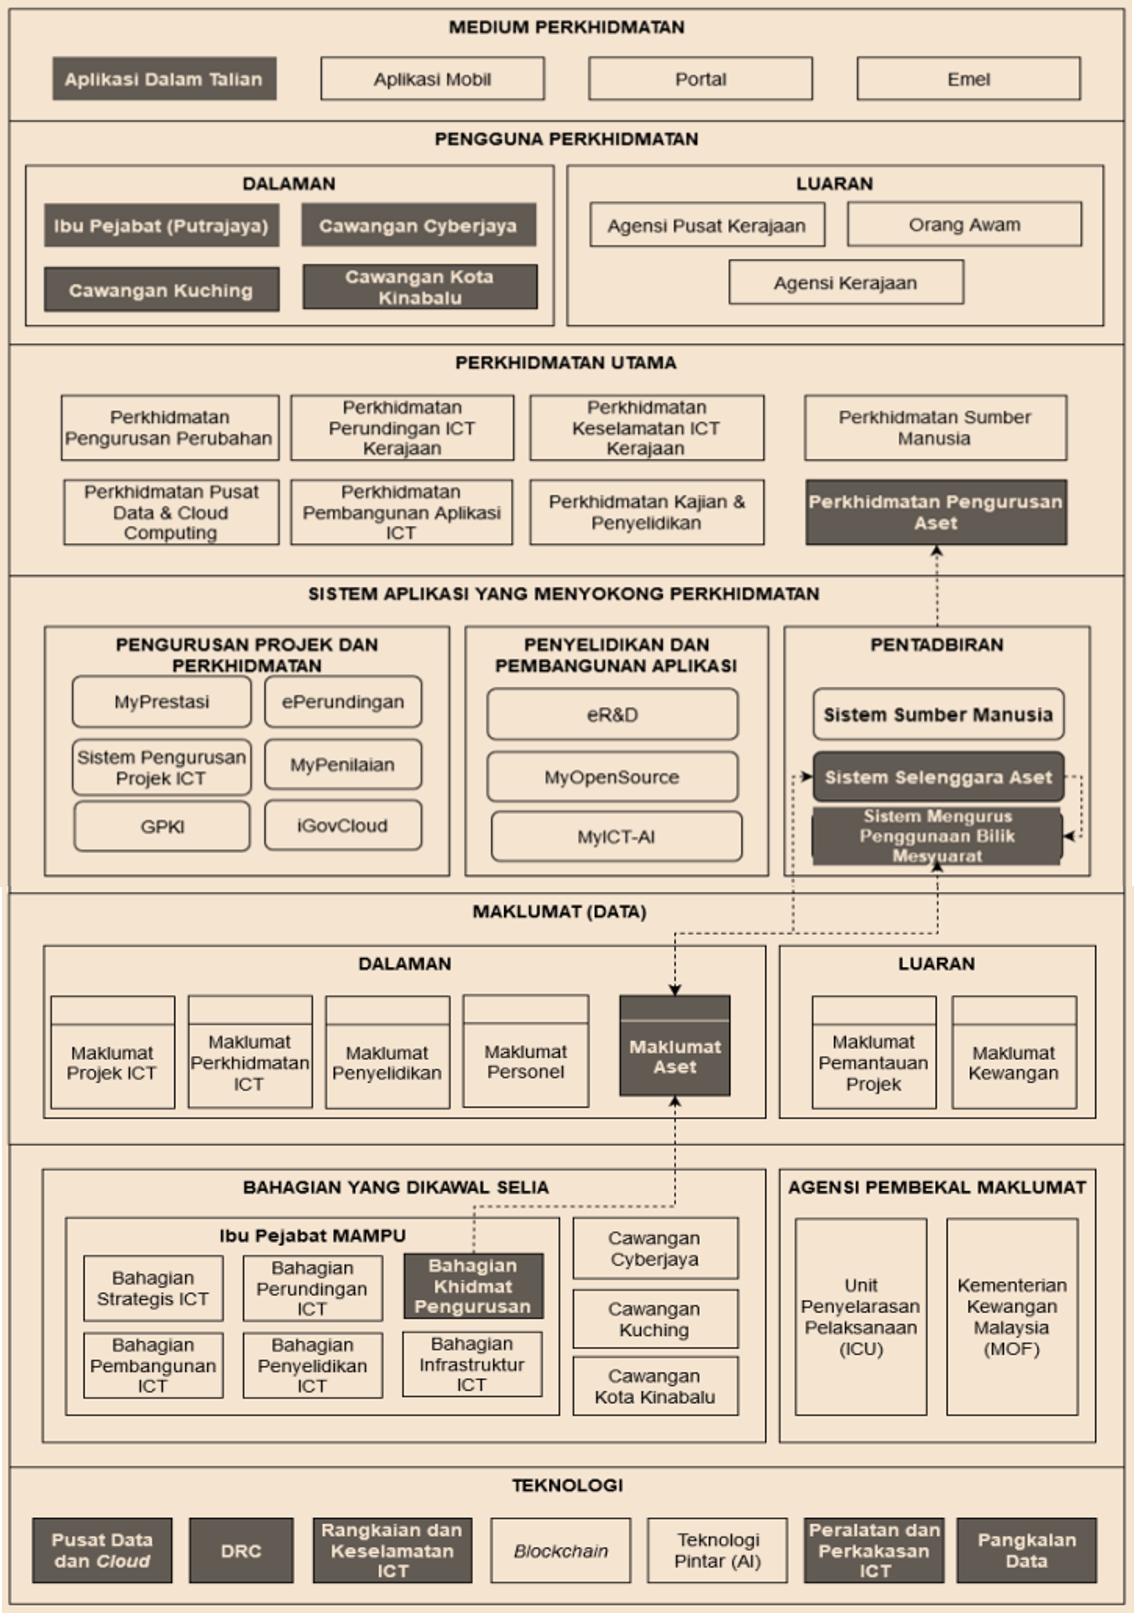 MEDIUM PERKHIDMATAN
Aplikasi Dalam Talian
Aplikasi Mobil
Portal
Emel
PENGGUNA PERKHIDMATAN
DALAMAN
Ibu Pejabat (Putrajaya)
Cawangan Cyberjaya
Cawangan Kuching
Cawangan Kota
Kinabalu
LUARAN
Agensi Pusat Kerajaan
Orang Awam
Agensi Kerajaan
PERKHIDMATAN UTAMA
Perkhidmatan
Pengurusan Perubahan
Perkhidmatan
Perundingan ICT
Kerajaan
Perkhidmatan
Keselamatan ICT
Kerajaan
Perkhidmatan Sumber
Manusia
Perkhidmatan Pusat
Data & Cloud
Computing
Perkhidmatan
Pembangunan Aplikasi
ICT
Perkhidmatan Kajian &
Penyelidikan
Perkhidmatan Pengurusan
Aset
SISTEM APLIKASI YANG MENYOKONG PERKHIDMATAN
PENGURUSAN PROJEK DAN
PERKHIDMATAN
MyPrestasi
ePerundingan
Sistem Pengurusan
Projek ICT
MyPenilaian
GPKI
iGovCloud
PENYELIDIKAN DAN
PEMBANGUNAN APLIKASI
eR&D
MyOpenSource
MyICT-AI
PENTADBIRAN
Sistem Sumber Manusia
Sistem Selenggara Aset
Sistem Mengurus
Penggunaan Bilik
Mesyuarat
MAKLUMAT (DATA)
DALAMAN
Maklumat
Projek ICT
Maklumat
Perkhidmatan
ICT
Maklumat
Penyelidikan
Maklumat
Personel
Maklumat
Aset
LUARAN
Maklumat
Pemantauan
Projek
Maklumat
Kewangan
BAHAGIAN YANG DIKAWAL SELIA
Ibu Pejabat MAMPU
Bahagian
Strategis ICT
Bahagian
Perundingan
ICT
Bahagian
Khidmat
Pengurusan
Bahagian
Pembangunan
ICT
Bahagian
Penyelidikan
ICT
Bahagian
Infrastruktur
ICT
Cawangan
Cyberjaya
Cawangan
Kuching
Cawangan
Kota Kinabalu
AGENSI PEMBEKAL MAKLUMAT
Unit
Penyelarasan
Pelaksanaan
(ICU)
Kementerian
Kewangan
Malaysia
(MOF)
TEKNOLOGI
Pusat Data
dan Cloud
DRC
Rangkaian dan
Keselamatan
ICT
Blockchain
Teknologi
Pintar (AI)
Peralatan dan
Perkakasan
ICT
Pangkalan
Data